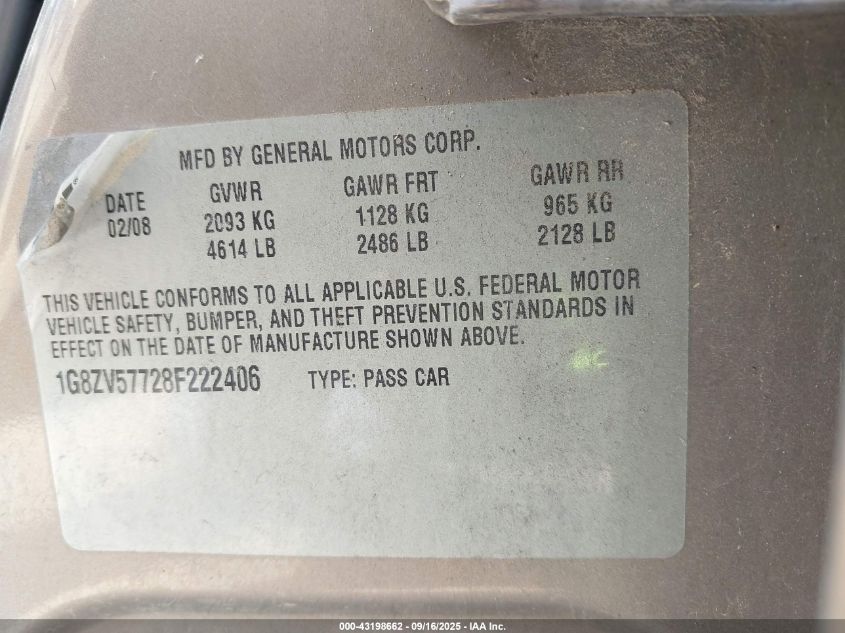 MFD BY GENERAL MOTORS CORP.
DATE GVWR GAWR FRT GAWR RR
02/08 2093 KG 1128 KG 965 KG
4614 LB 2486 LB 2128 LB
THIS VEHICLE CONFORMS TO ALL APPLICABLE U.S. FEDERAL MOTOR
VEHICLE SAFETY, BUMPER, AND THEFT PREVENTION STANDARDS IN
EFFECT ON THE DATE OF MANUFACTURE SHOWN ABOVE.
1G8ZV57728F222406 TYPE: PASS CAR
000-43198662 - 09/16/2025 - IAA Inc.